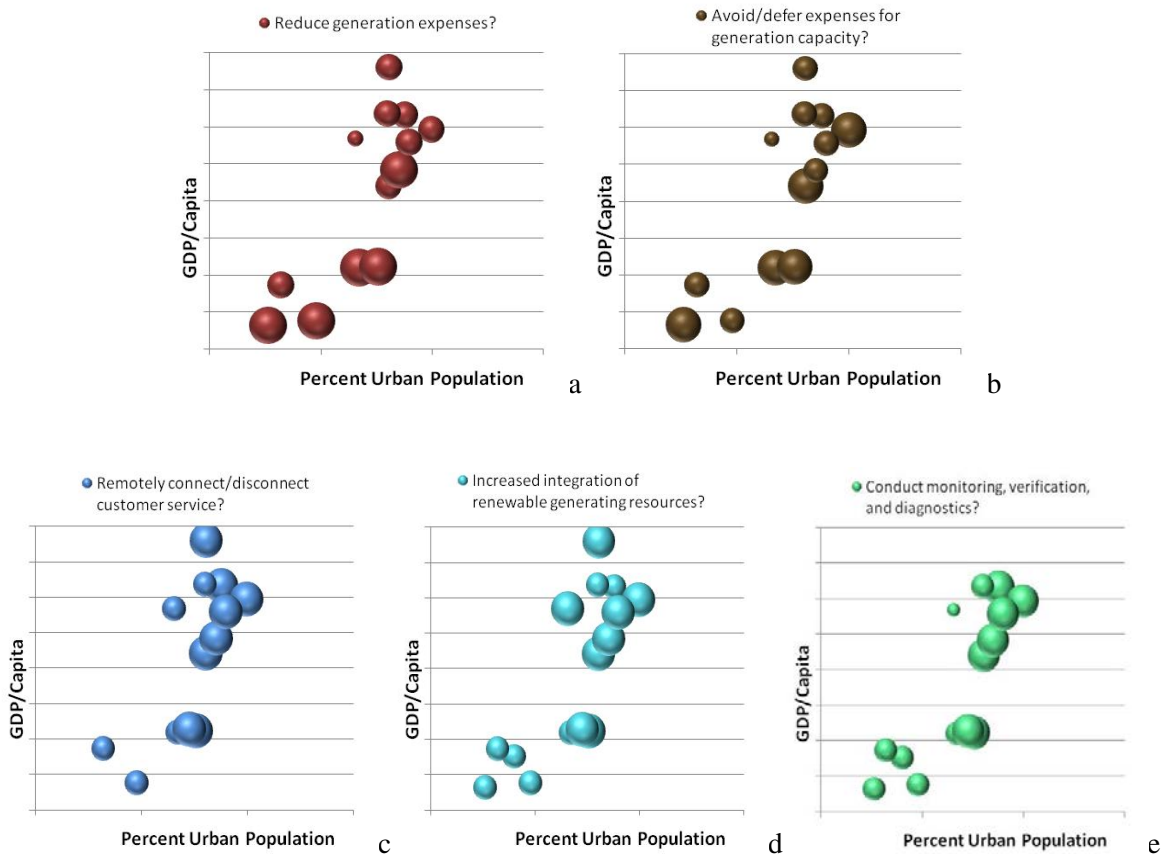 Reduce generation expenses?
GDP/Capita
Percent Urban Population
a
Avoid/defer expenses for
generation capacity?
GDP/Capita
Percent Urban Population
b
Remotely connect/disconnect
customer service?
GDP/Capita
Percent Urban Population
c
Increased integration of
renewable generating resources?
GDP/Capita
Percent Urban Population
d
Conduct monitoring, verification,
and diagnostics?
GDP/Capita
Percent Urban Population
e